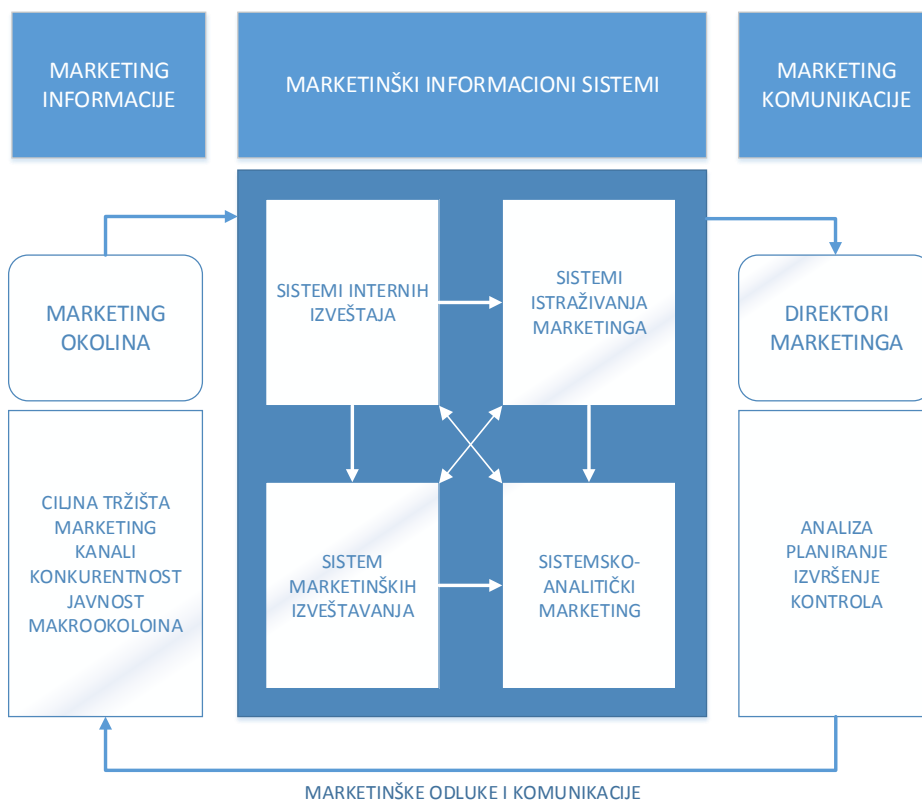 MARKETING
INFORMACIJE
MARKETINŠKI INFORMACIONI SISTEMI
MARKETING
KOMUNIKACIJE
MARKETING
OKOLINA
SISTEMI INTERNIH
IZVEŠTAJA
SISTEMI
ISTRAŽIVANJA
MARKETINGA
DIREKTORI
MARKETINGA
CILJNA TRŽIŠTA
MARKETING
KANALI
KONKURENTNOST
JAVNOST
MAKROOKOLOINA
SISTEM
MARKETINŠKIH
IZVEŠTAVANJA
SISTEMSKO-
ANALITIČKI
MARKETING
ANALIZA
PLANIRANJE
IZVRŠENJE
KONTROLA
MARKETINŠKE ODLUKE I KOMUNIKACIJE